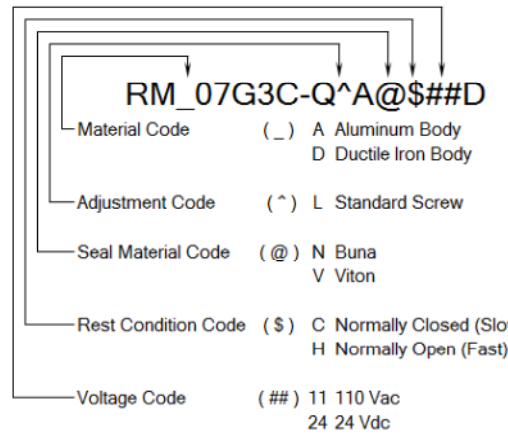 RM_07G3C-Q^A@$##D
Material Code (_) A Aluminum Body
D Ductile Iron Body
Adjustment Code (^) L Standard Screw
Seal Material Code (@) N Buna
V Viton
Rest Condition Code ($) C Normally Closed (Slo
H Normally Open (Fast)
Voltage Code (##) 11 110 Vac
24 24 Vdc